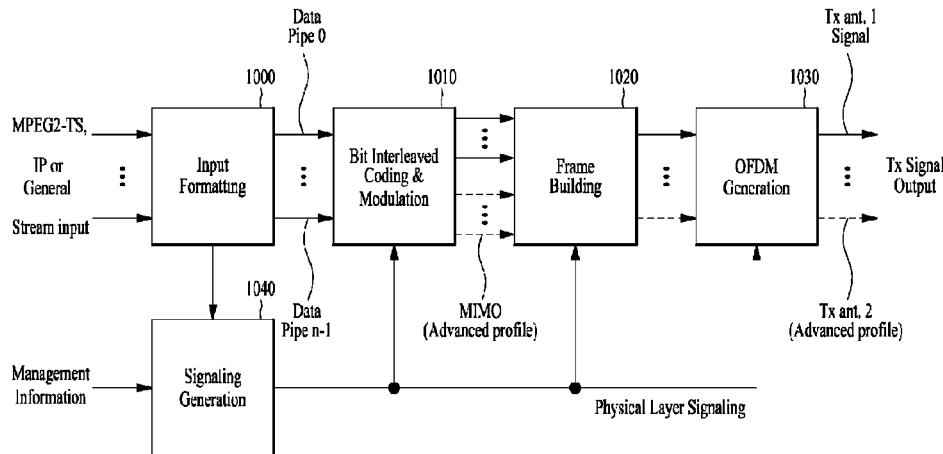 Data
Pipe 0
Tx ant. 1
Signal
1000
1010
1020
1030
MPEG2-TS,
IP or
General
Stream input
Input
Formatting
Bit Interleaved
Coding &
Modulation
Frame
Building
OFDM
Generation
Tx Signal
Output
1040
Data
Pipe n-1
MIMO
(Advanced profile)
Tx ant. 2
(Advanced profile)
Management
Information
Signaling
Generation
Physical Layer Signaling